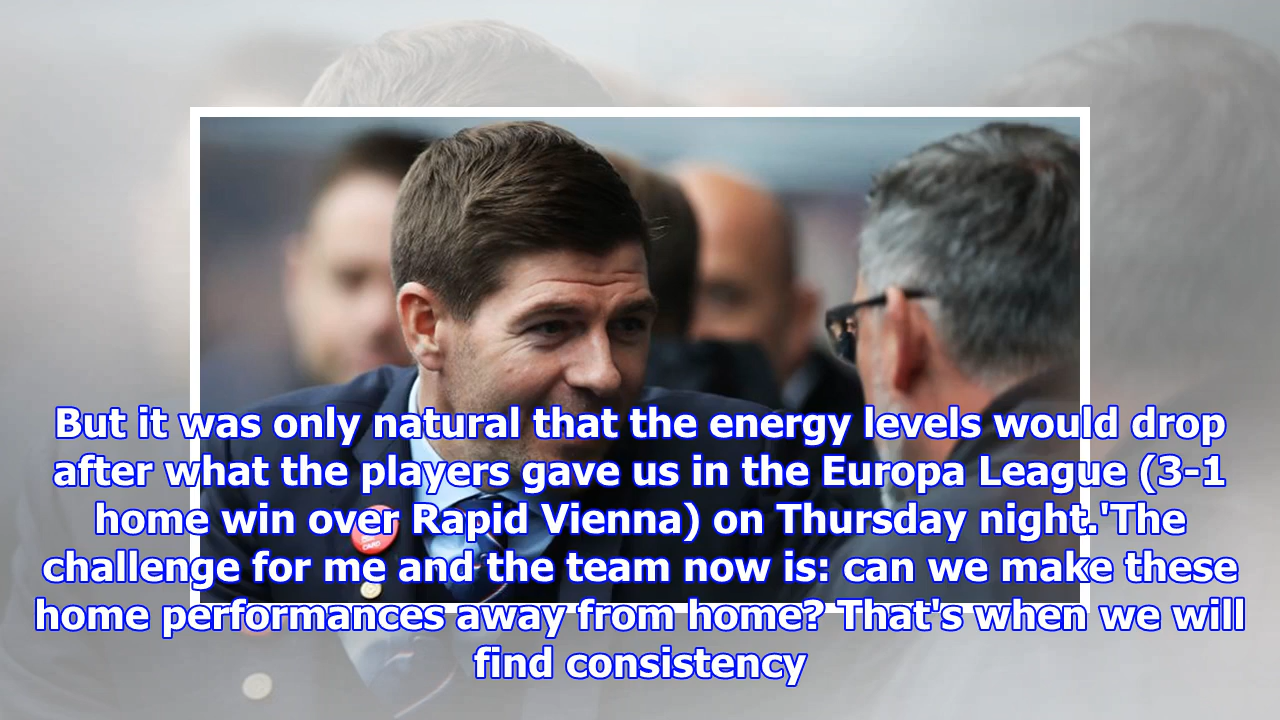 But it was only natural that the energy levels would drop
after what the players gave us in the Europa League (3-1
home win over Rapid Vienna) on Thursday night.'The
challenge for me and the team now is: can we make these
home performances away from home? That's when we will
find consistency